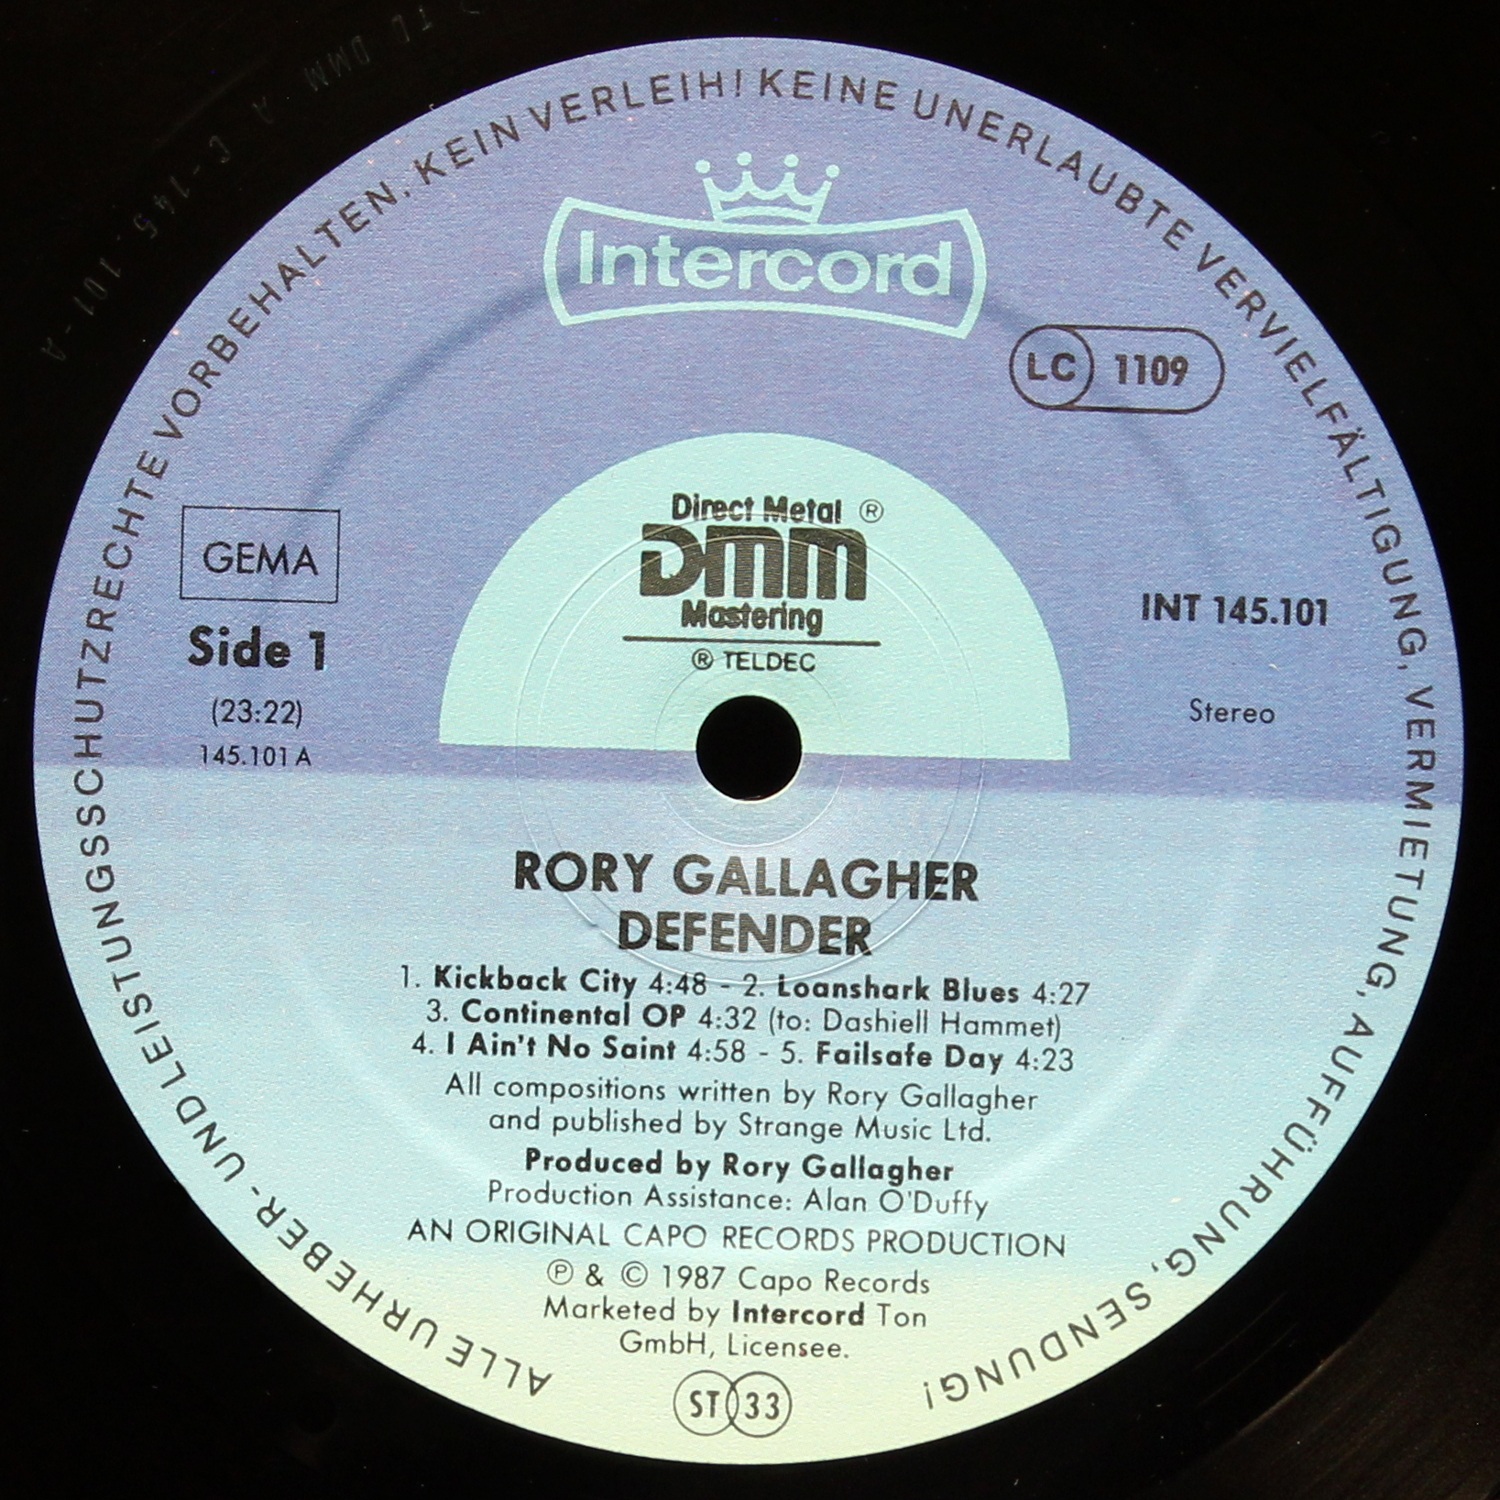 ALLE URHEBER- UND LEISTUNGSSCHUTZRECHTE VORBEHALTEN. KEIN VERLEIH! KEINE UNERLAUBTE VERVIELFÄLTIGUNG, VERMIETUNG, AUFFÜHRUNG, SENDUNG!
Intercord
LC 1109
Direct Metal ®
DMM
Mastering
® TELDEC
GEMA
Side 1
(23:22)
145.101 A
INT 145.101
Stereo
RORY GALLAGHER
DEFENDER
1. Kickback City 4:48 - 2. Loanshark Blues 4:27
3. Continental OP 4:32 (to: Dashiell Hammet)
4. I Ain't No Saint 4:58 - 5. Failsafe Day 4:23
All compositions written by Rory Gallagher
and published by Strange Music Ltd.
Produced by Rory Gallagher
Production Assistance: Alan O'Duffy
AN ORIGINAL CAPO RECORDS PRODUCTION
Ⓟ & © 1987 Capo Records
Marketed by Intercord Ton
GmbH, Licensee.
ST 33